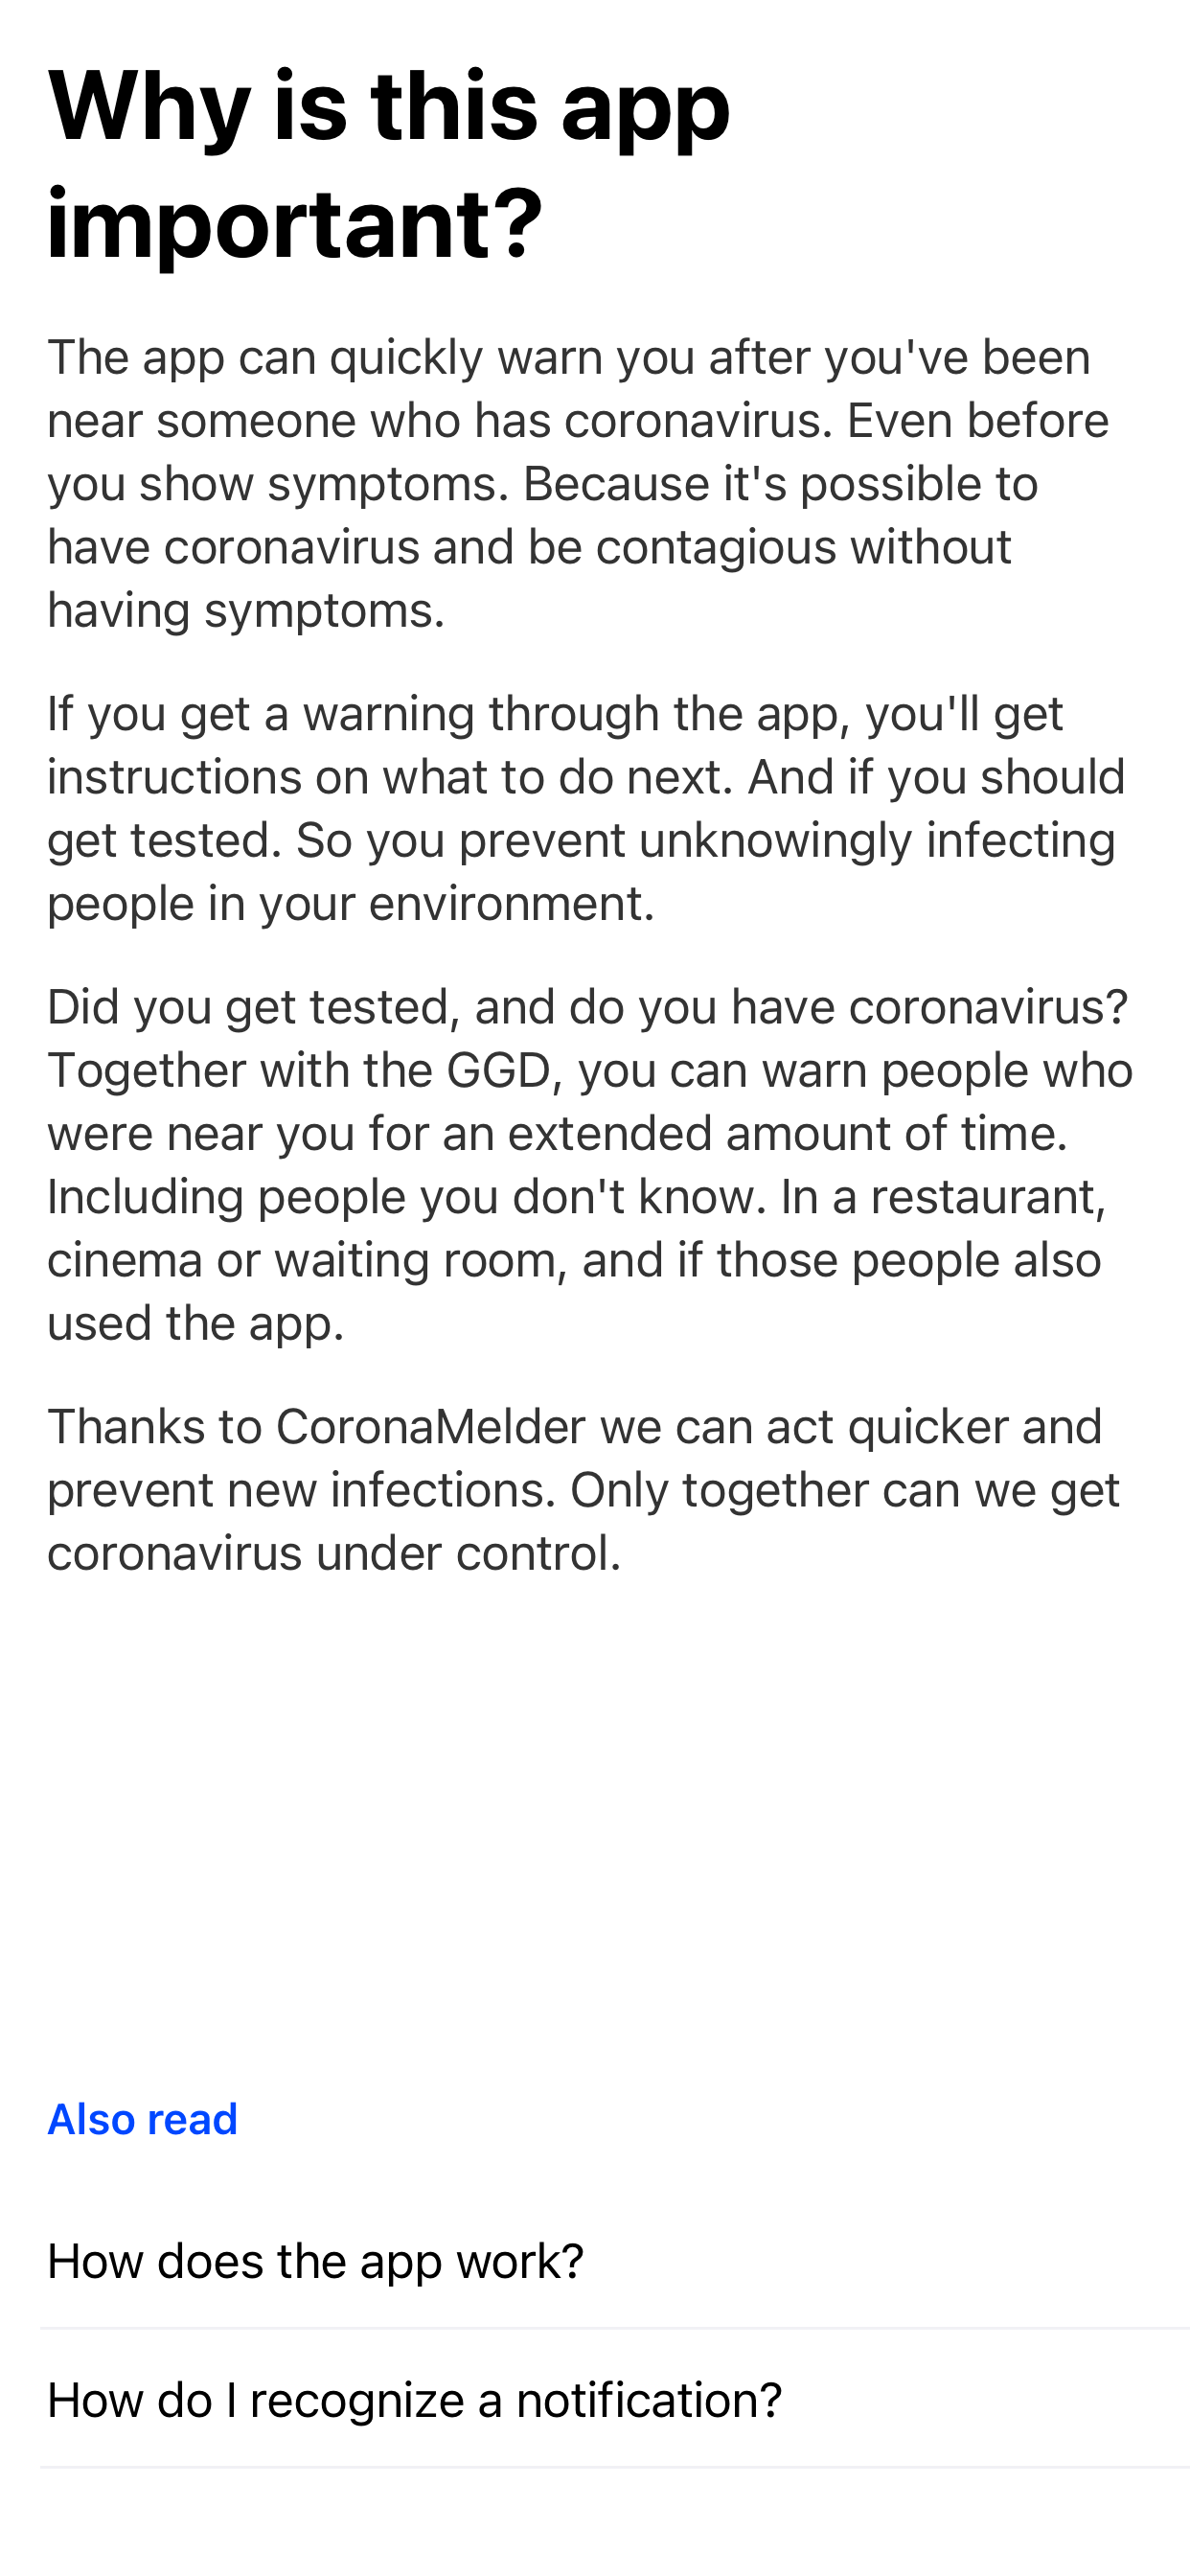 Why is this app
important?
The app can quickly warn you after you've been
near someone who has coronavirus. Even before
you show symptoms. Because it's possible to
have coronavirus and be contagious without
having symptoms.
If you get a warning through the app, you'll get
instructions on what to do next. And if you should
get tested. So you prevent unknowingly infecting
people in your environment.
Did you get tested, and do you have coronavirus?
Together with the GGD, you can warn people who
were near you for an extended amount of time.
Including people you don't know. In a restaurant,
cinema or waiting room, and if those people also
used the app.
Thanks to CoronaMelder we can act quicker and
prevent new infections. Only together can we get
coronavirus under control.
Also read
How does the app work?
How do I recognize a notification?